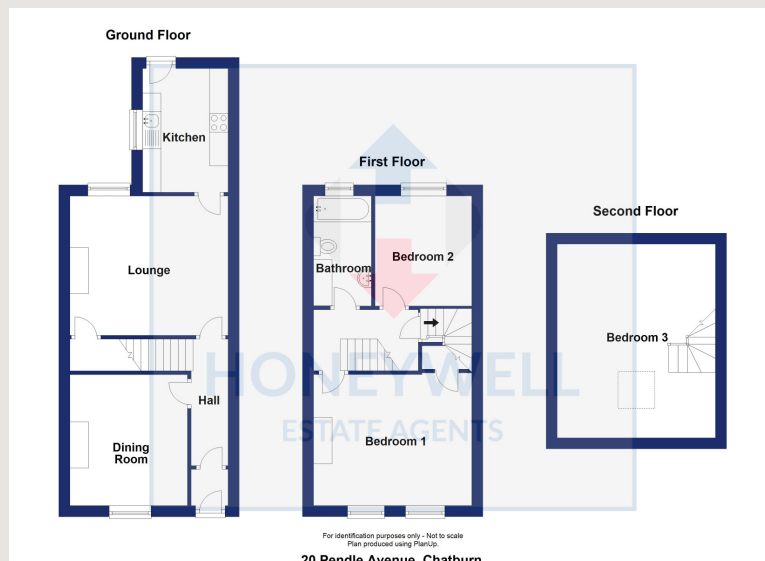 Ground Floor
Kitchen
Lounge
Hall
Dining
Room
First Floor
Bathroom
Bedroom 2
Bedroom 1
Second Floor
Bedroom 3
HONEYWELL
ESTATE AGENTS
For identification purposes only - Not to scale
Plan produced using PlanUp.
20 Pendle Avenue, Chatburn